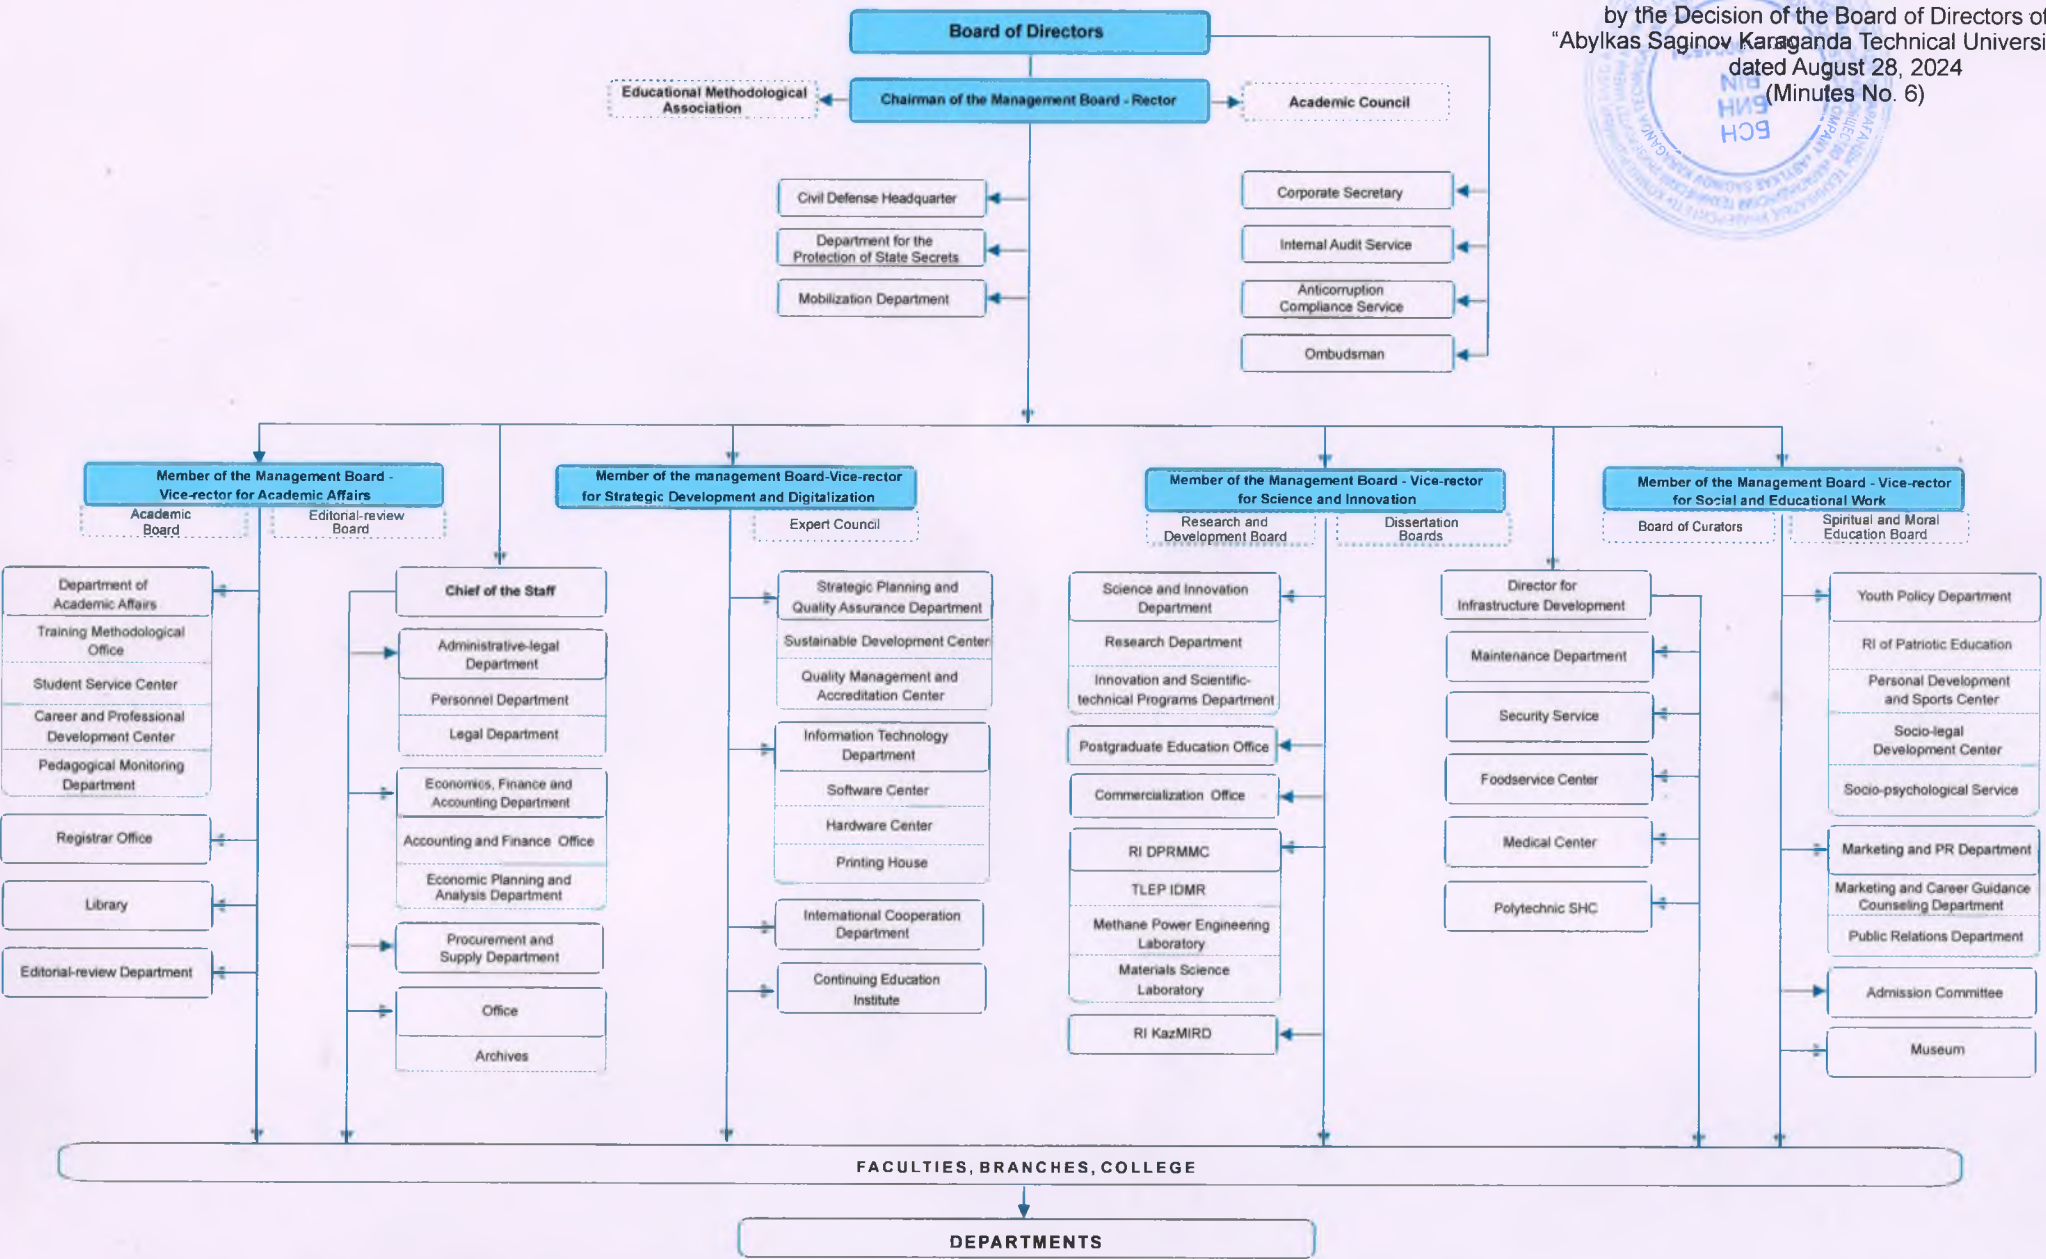 by the Decision of the Board of Directors of
“Abylkas Saginov Karaganda Technical Universi
dated August 28, 2024
(Minutes No. 6)
BIN
БИН
БСН
Board of Directors
Educational Methodological
Association
Chairman of the Management Board - Rector
Academic Council
Civil Defense Headquarter
Department for the
Protection of State Secrets
Mobilization Department
Corporate Secretary
Internal Audit Service
Anticorruption
Compliance Service
Ombudsman
Member of the Management Board -
Vice-rector for Academic Affairs
Academic
Board
Editorial-review
Board
Department of
Academic Affairs
Training Methodological
Office
Student Service Center
Career and Professional
Development Center
Pedagogical Monitoring
Department
Registrar Office
Library
Editorial-review Department
Chief of the Staff
Administrative-legal
Department
Personnel Department
Legal Department
Economics, Finance and
Accounting Department
Accounting and Finance Office
Economic Planning and
Analysis Department
Procurement and
Supply Department
Office
Archives
Member of the management Board-Vice-rector
for Strategic Development and Digitalization
Expert Council
Strategic Planning and
Quality Assurance Department
Sustainable Development Center
Quality Management and
Accreditation Center
Information Technology
Department
Software Center
Hardware Center
Printing House
International Cooperation
Department
Continuing Education
Institute
Member of the Management Board - Vice-rector
for Science and Innovation
Research and
Development Board
Dissertation
Boards
Science and Innovation
Department
Research Department
Innovation and Scientific-
technical Programs Department
Postgraduate Education Office
Commercialization Office
RI DPRMMC
TLEP IDMR
Methane Power Engineering
Laboratory
Materials Science
Laboratory
RI KazMIRD
Director for
Infrastructure Development
Maintenance Department
Security Service
Foodservice Center
Medical Center
Polytechnic SHC
Member of the Management Board - Vice-rector
for Social and Educational Work
Board of Curators
Spiritual and Moral
Education Board
Youth Policy Department
RI of Patriotic Education
Personal Development
and Sports Center
Socio-legal
Development Center
Socio-psychological Service
Marketing and PR Department
Marketing and Career Guidance
Counseling Department
Public Relations Department
Admission Committee
Museum
FACULTIES, BRANCHES, COLLEGE
DEPARTMENTS